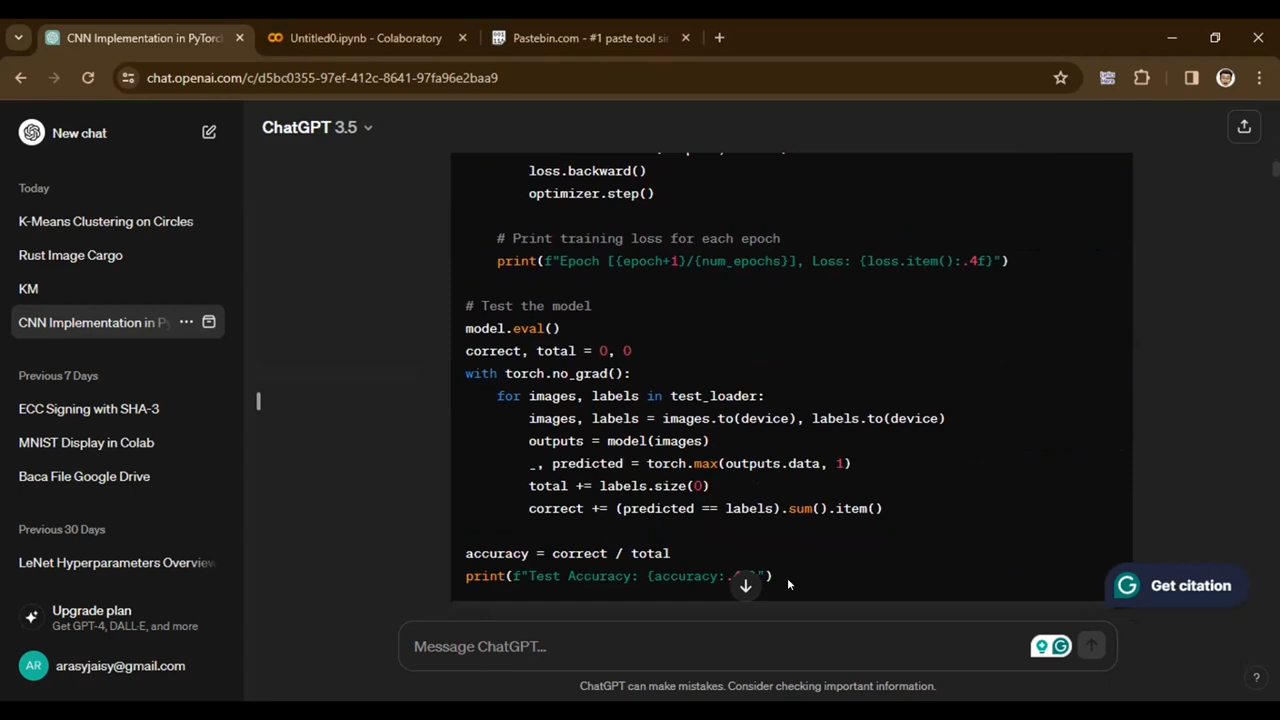 CNN Implementation in PyTorc
Untitled0.ipynb - Colaboratory
Pastebin.com - #1 paste tool si
chat.openai.com/c/d5bc0355-97ef-412c-8641-97fa96e2baa9
New chat
ChatGPT 3.5
Today
K-Means Clustering on Circles
Rust Image Cargo
KM
CNN Implementation in P
Previous 7 Days
ECC Signing with SHA-3
MNIST Display in Colab
Baca File Google Drive
Previous 30 Days
LeNet Hyperparameters Overview
Upgrade plan
Get GPT-4, DALL·E, and more
AR
arasyjaisy@gmail.com
loss.backward()
optimizer.step()
# Print training loss for each epoch
print(f"Epoch [{epoch+1}/{num_epochs}], Loss: {loss.item():.4f}")
# Test the model
model.eval()
correct, total = 0, 0
with torch.no_grad():
for images, labels in test_loader:
images, labels = images.to(device), labels.to(device)
outputs = model(images)
_, predicted = torch.max(outputs.data, 1)
total += labels.size(0)
correct += (predicted == labels).sum().item()
accuracy = correct / total
print(f"Test Accuracy: {accuracy:
Get citation
Message ChatGPT...
ChatGPT can make mistakes. Consider checking important information.
?